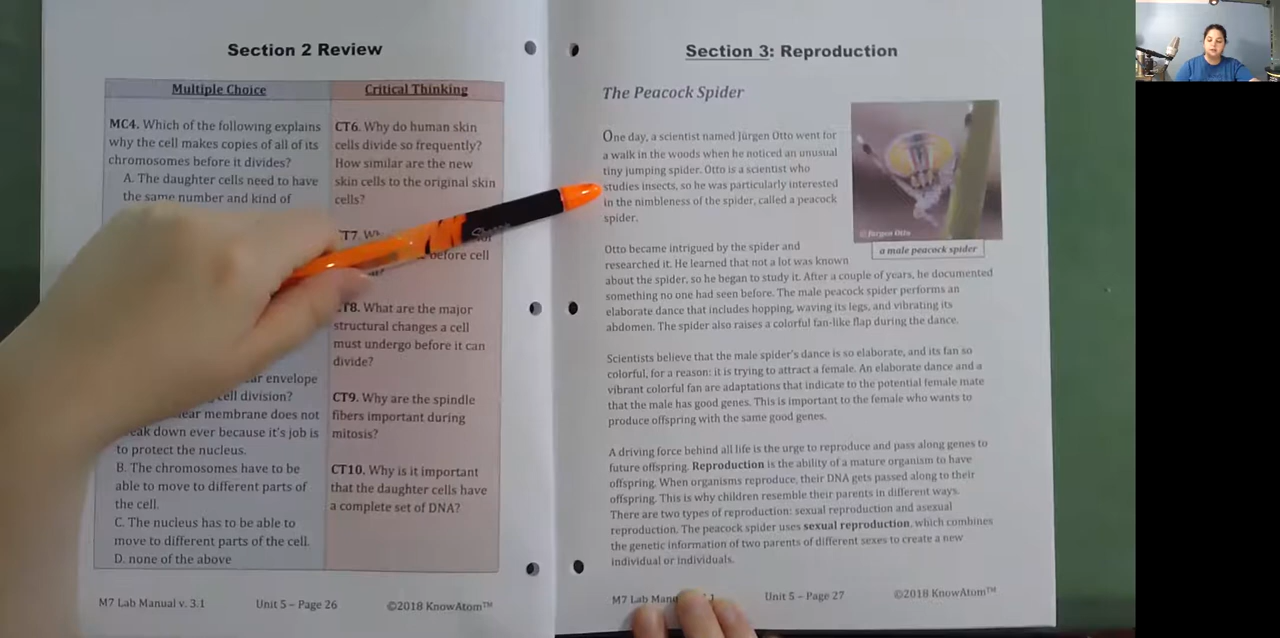 Section 2 Review
Multiple Choice
MC4. Which of the following explains
why the cell makes copies of all of its
chromosomes before it divides?
A. The daughter cells need to have
the same number and kind of
ar envelope
cell division?
ear membrane does not
eak down ever because it's job is
to protect the nucleus.
B. The chromosomes have to be
able to move to different parts of
the cell.
C. The nucleus has to be able to
move to different parts of the cell.
D. none of the above
Critical Thinking
CT6. Why do human skin
cells divide so frequently?
How similar are the new
skin cells to the original skin
cells?
before cell
CT8. What are the major
structural changes a cell
must undergo before it can
divide?
CT9. Why are the spindle
fibers important during
mitosis?
CT10. Why is it important
that the daughter cells have
a complete set of DNA?
M7 Lab Manual v. 3.1 Unit 5 – Page 26 ©2018 KnowAtom™
Section 3: Reproduction
The Peacock Spider
One day, a scientist named Jürgen Otto went for
a walk in the woods when he noticed an unusual
tiny jumping spider. Otto is a scientist who
studies insects, so he was particularly interested
in the nimbleness of the spider, called a peacock
spider.
© Jürgen Otto
a male peacock spider
Otto became intrigued by the spider and
researched it. He learned that not a lot was known
about the spider, so he began to study it. After a couple of years, he documented
something no one had seen before. The male peacock spider performs an
elaborate dance that includes hopping, waving its legs, and vibrating its
abdomen. The spider also raises a colorful fan-like flap during the dance.
Scientists believe that the male spider's dance is so elaborate, and its fan so
colorful, for a reason: it is trying to attract a female. An elaborate dance and a
vibrant colorful fan are adaptations that indicate to the potential female mate
that the male has good genes. This is important to the female who wants to
produce offspring with the same good genes.
A driving force behind all life is the urge to reproduce and pass along genes to
future offspring. Reproduction is the ability of a mature organism to have
offspring. When organisms reproduce, their DNA gets passed along to their
offspring. This is why children resemble their parents in different ways.
There are two types of reproduction: sexual reproduction and asexual
reproduction. The peacock spider uses sexual reproduction, which combines
the genetic information of two parents of different sexes to create a new
individual or individuals.
M7 Lab Manu 1 Unit 5 – Page 27 ©2018 KnowAtom™